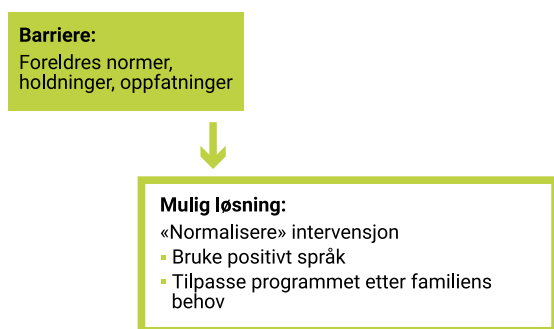 Barriere:
Foreldres normer,
holdninger, oppfatninger
Mulig løsning:
«Normalisere» intervensjon
▪ Bruke positivt språk
▪ Tilpasse programmet etter familiens
behov